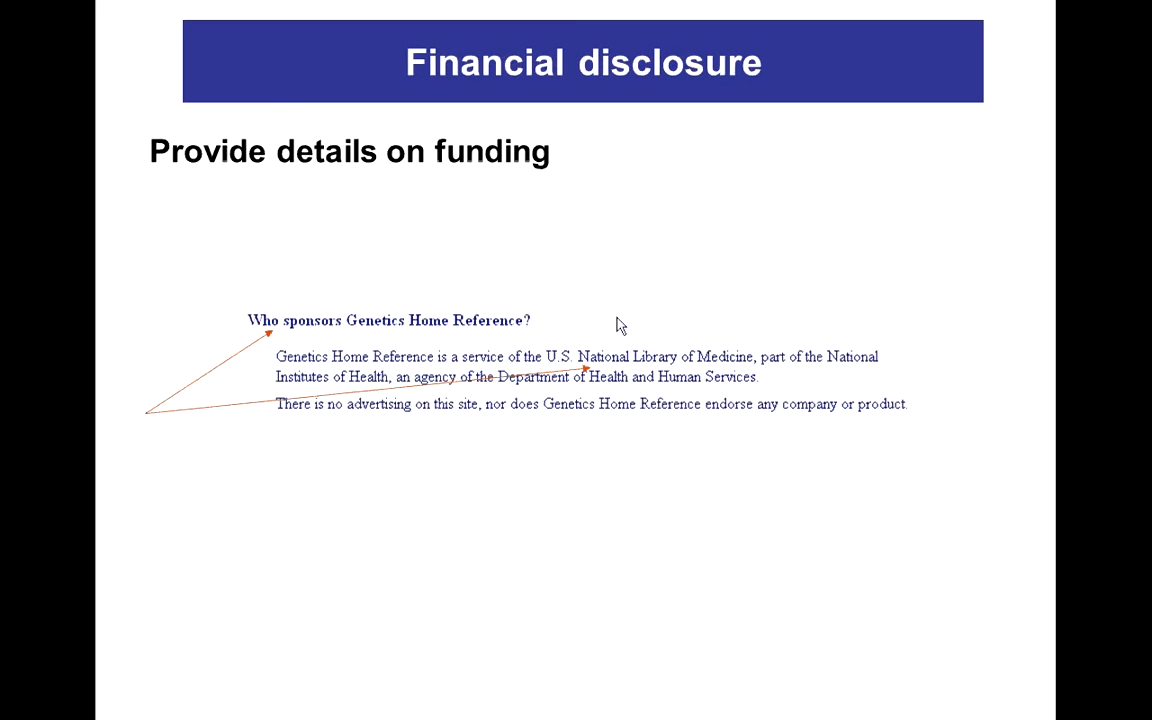 Financial disclosure
Provide details on funding
Who sponsors Genetics Home Reference?
Genetics Home Reference is a service of the U.S. National Library of Medicine, part of the National
Institutes of Health, an agency of the Department of Health and Human Services.
There is no advertising on this site, nor does Genetics Home Reference endorse any company or product.